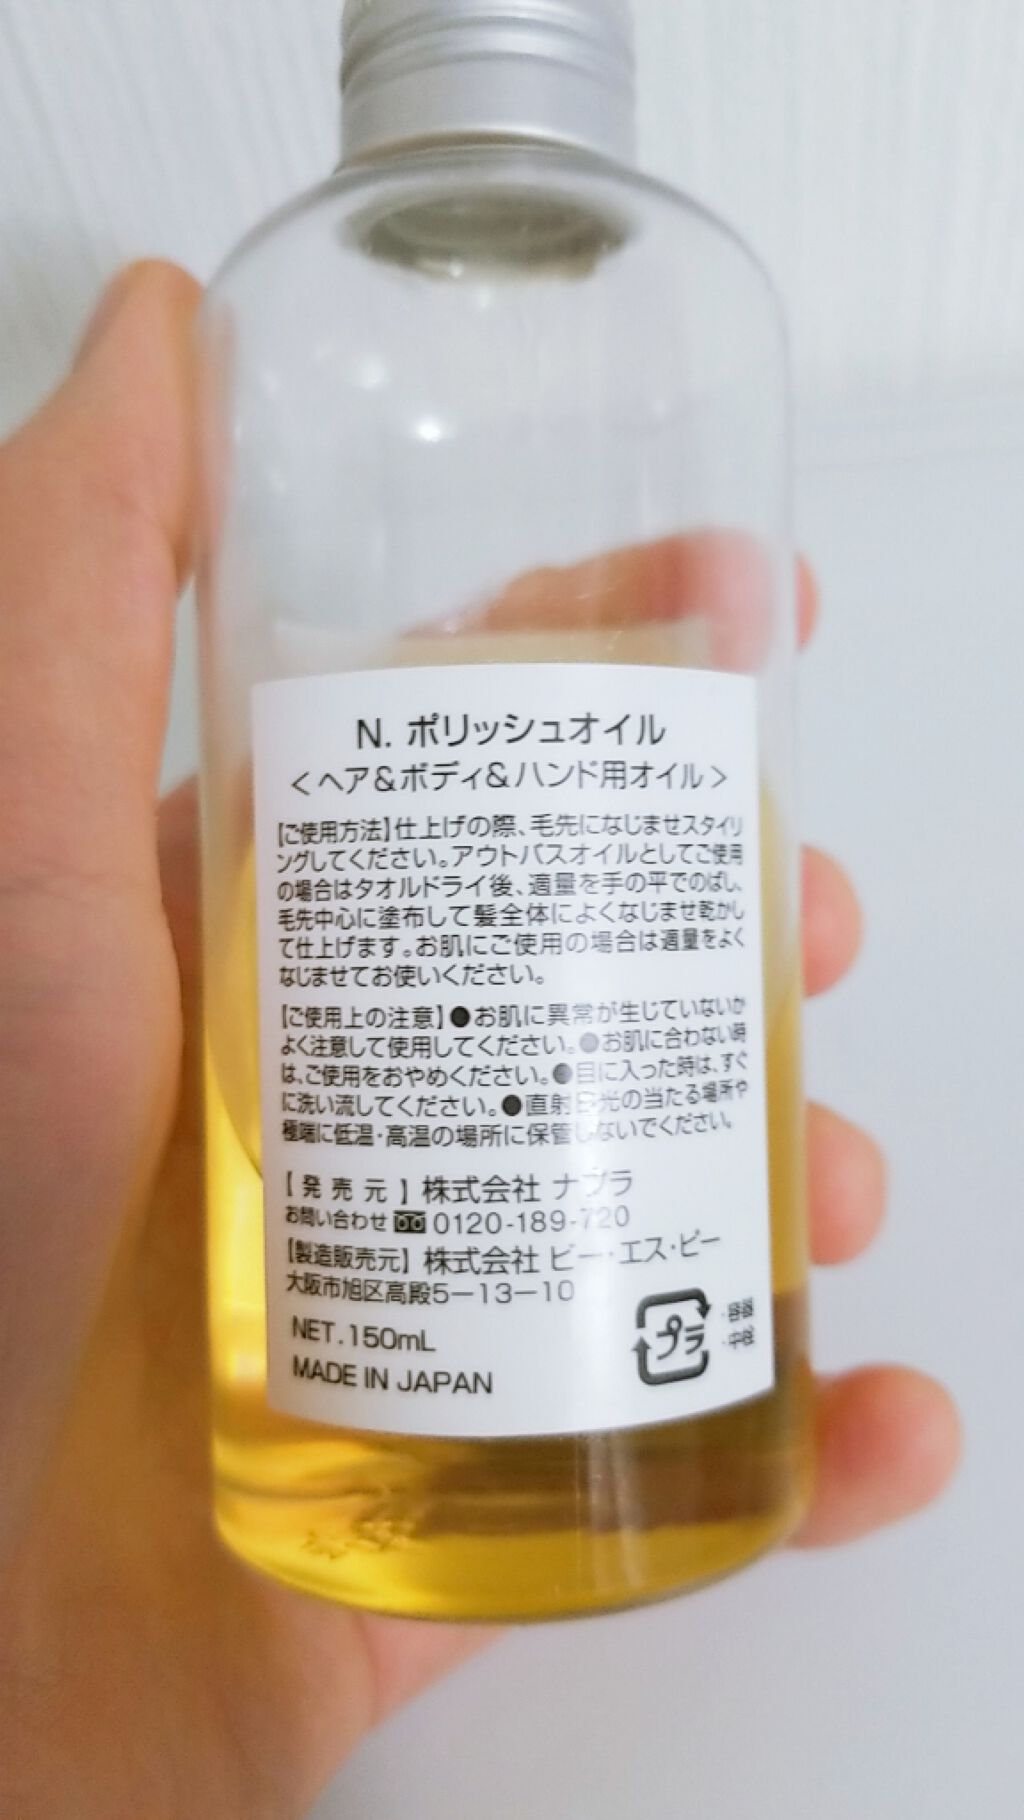 N. ポリッシュオイル
＜ヘア＆ボディ＆ハンド用オイル＞
【ご使用方法】仕上げの際、毛先になじませスタイリ
ングしてください。アウトバスオイルとしてご使用
の場合はタオルドライ後、適量を手の平でのばし、
毛先中心に塗布して髪全体によくなじませ乾かし
て仕上げます。お肌にご使用の場合は適量をよく
なじませてお使いください。
【ご使用上の注意】●お肌に異常が生じていないか
よく注意して使用してください。●お肌に合わない時
は、ご使用をおやめください。●目に入った時は、すぐ
に洗い流してください。●直射日光の当たる場所や
極端に低温・高温の場所に保管しないでください。
【発売元】株式会社 ナプラ
お問い合わせ 0120-189-720
【製造販売元】株式会社 ビー・エス・ピー
大阪市旭区高殿5－13－10
NET.150mL
MADE IN JAPAN
プラ
・容器
・中栓